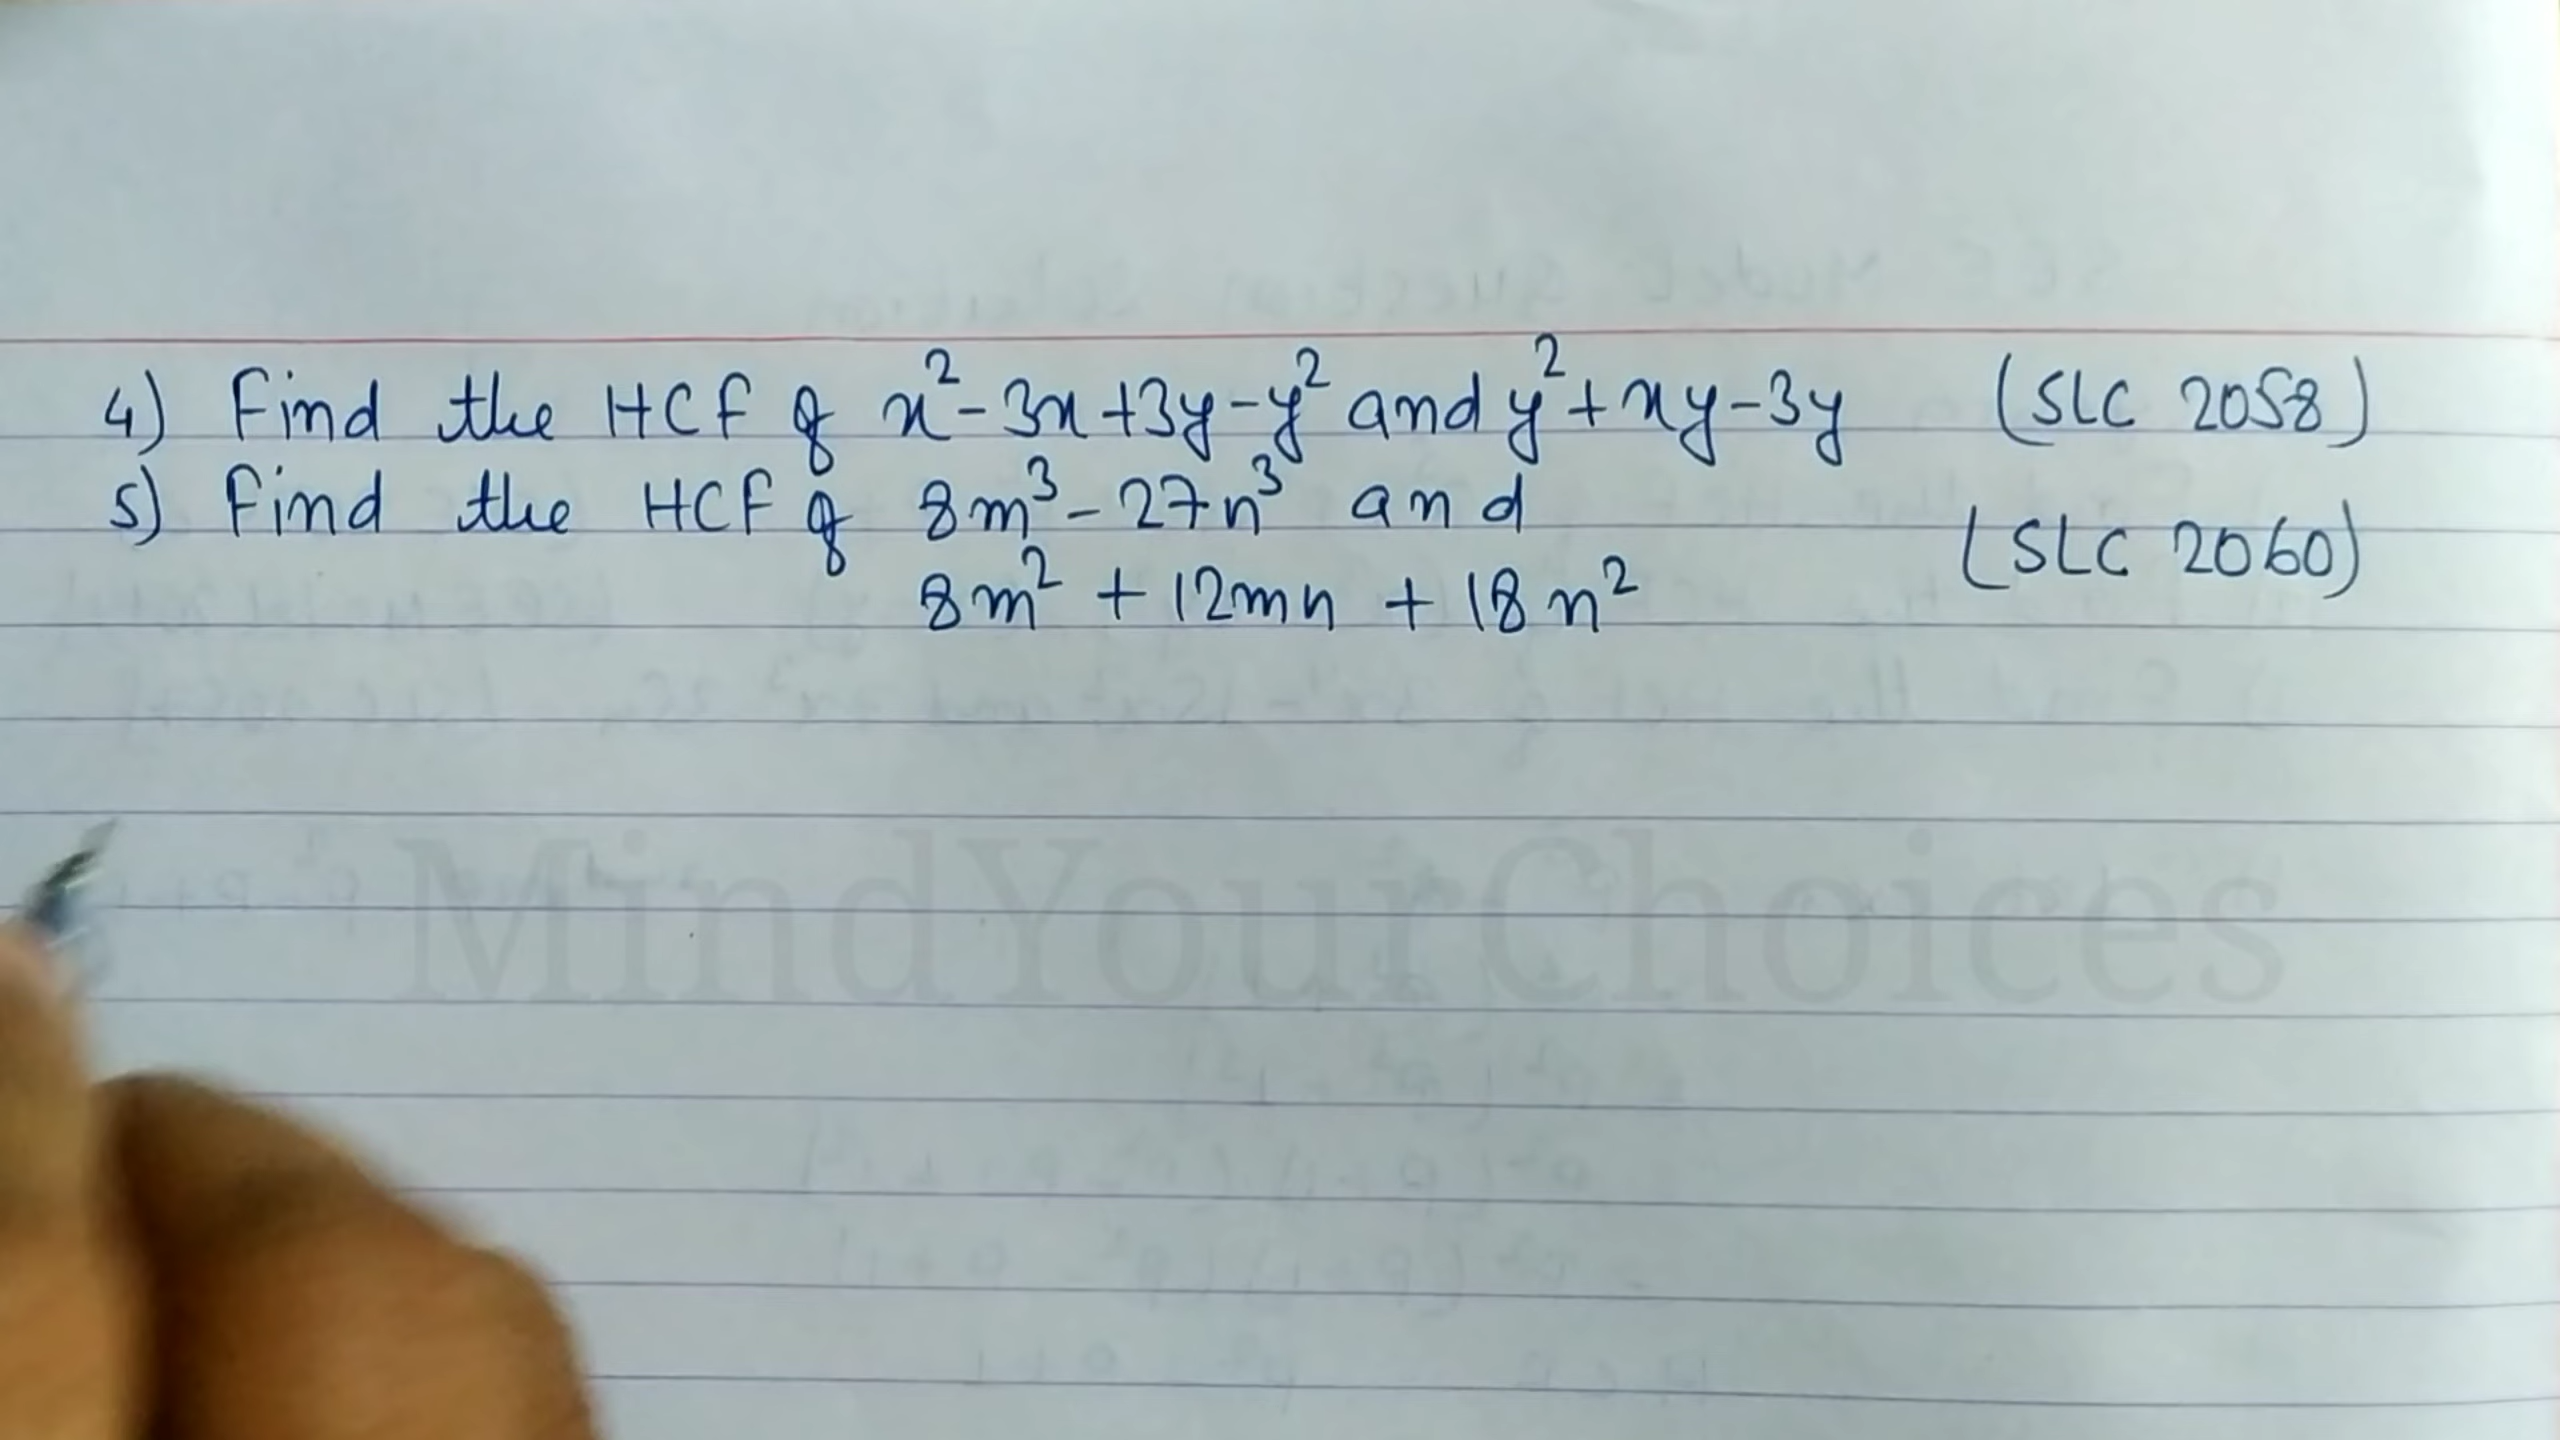 4) Find the HCF of x² - 3x + 3y - y² and y² + xy - 3y (SLC 2058)
5) Find the HCF of 8m³ - 27n³ and
8m² + 12mn + 18n² (SLC 2060)
MindYourChoices